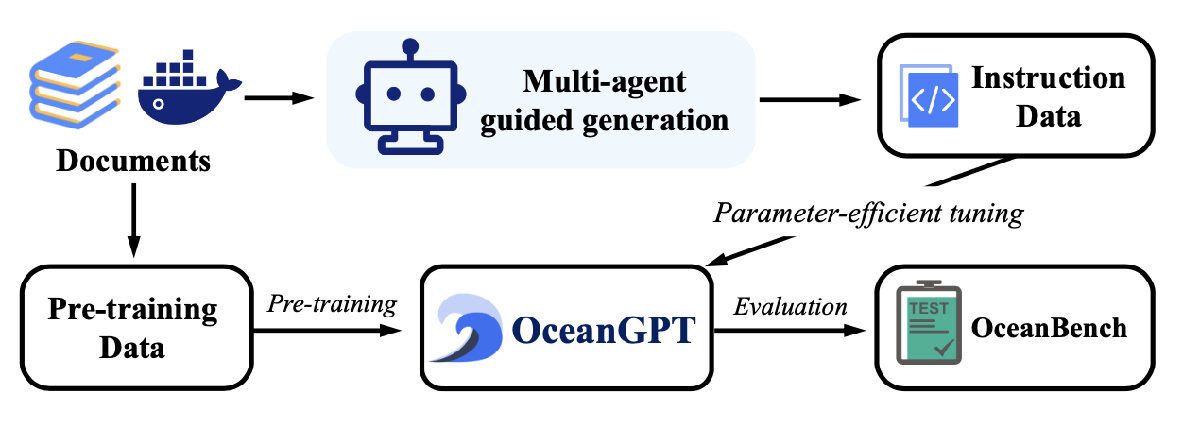 Multi-agent
guided generation
Instruction
Data
</>
Documents
Parameter-efficient tuning
Pre-training
Data
Pre-training
OceanGPT
Evaluation
TEST
OceanBench